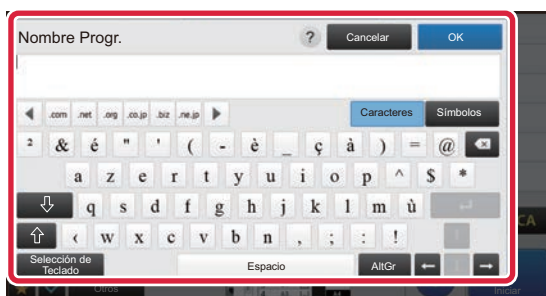 Nombre Progr.
? Cancelar OK
.com .net .org .co.jp .biz .ne.jp Caracteres Símbolos
² & é " ' ( - è _ ç à ) = @
a z e r t y u i o p ^ $ *
q s d f g h j k l m ù
< w x c v b n , ; : !
Selección de Teclado Espacio AltGr
CA
Otros Iniciar